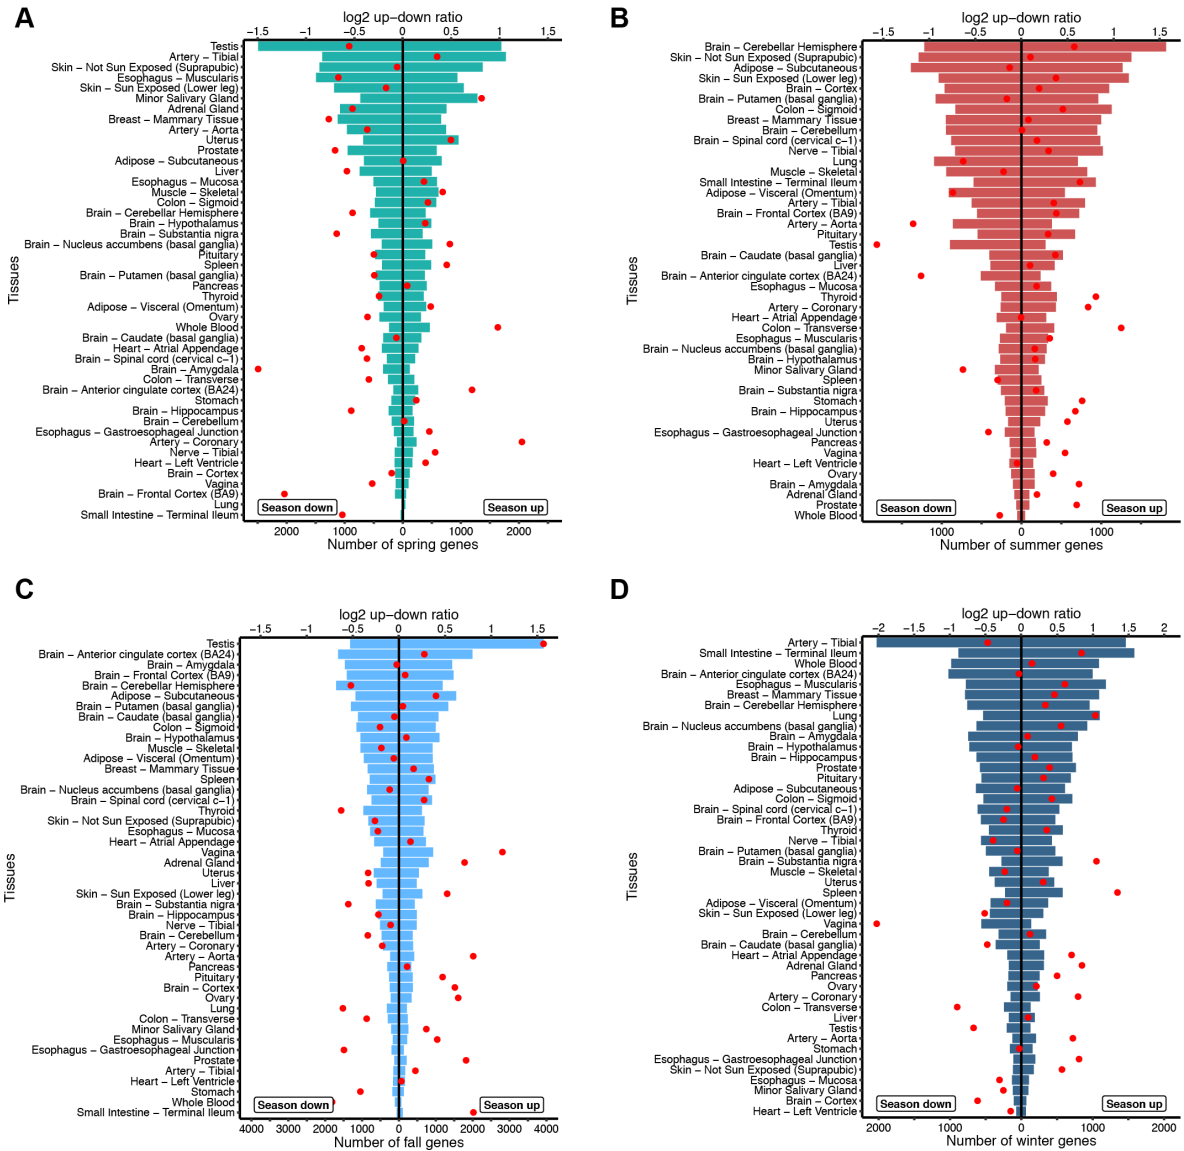 A
log2 up−down ratio
−1.5 −1 −0.5 0 0.5 1 1.5
Testis
Artery − Tibial
Skin − Not Sun Exposed (Suprapubic)
Esophagus − Muscularis
Skin − Sun Exposed (Lower leg)
Minor Salivary Gland
Adrenal Gland
Breast − Mammary Tissue
Artery − Aorta
Uterus
Prostate
Adipose − Subcutaneous
Liver
Esophagus − Mucosa
Muscle − Skeletal
Colon − Sigmoid
Brain − Cerebellar Hemisphere
Brain − Hypothalamus
Brain − Substantia nigra
Brain − Nucleus accumbens (basal ganglia)
Pituitary
Spleen
Brain − Putamen (basal ganglia)
Pancreas
Thyroid
Adipose − Visceral (Omentum)
Ovary
Whole Blood
Brain − Caudate (basal ganglia)
Heart − Atrial Appendage
Brain − Spinal cord (cervical c−1)
Brain − Amygdala
Colon − Transverse
Brain − Anterior cingulate cortex (BA24)
Stomach
Brain − Hippocampus
Brain − Cerebellum
Esophagus − Gastroesophageal Junction
Artery − Coronary
Nerve − Tibial
Heart − Left Ventricle
Brain − Cortex
Vagina
Brain − Frontal Cortex (BA9)
Lung
Small Intestine − Terminal Ileum
Tissues
Season down
Season up
2000 1000 0 1000 2000
Number of spring genes
B
log2 up−down ratio
−1.5 −1 −0.5 0 0.5 1 1.5
Brain − Cerebellar Hemisphere
Skin − Not Sun Exposed (Suprapubic)
Adipose − Subcutaneous
Skin − Sun Exposed (Lower leg)
Brain − Cortex
Brain − Putamen (basal ganglia)
Colon − Sigmoid
Breast − Mammary Tissue
Brain − Cerebellum
Brain − Spinal cord (cervical c−1)
Nerve − Tibial
Lung
Muscle − Skeletal
Small Intestine − Terminal Ileum
Adipose − Visceral (Omentum)
Artery − Tibial
Brain − Frontal Cortex (BA9)
Artery − Aorta
Pituitary
Testis
Brain − Caudate (basal ganglia)
Liver
Brain − Anterior cingulate cortex (BA24)
Esophagus − Mucosa
Thyroid
Artery − Coronary
Heart − Atrial Appendage
Colon − Transverse
Esophagus − Muscularis
Brain − Nucleus accumbens (basal ganglia)
Brain − Hypothalamus
Minor Salivary Gland
Spleen
Brain − Substantia nigra
Stomach
Brain − Hippocampus
Uterus
Esophagus − Gastroesophageal Junction
Pancreas
Vagina
Heart − Left Ventricle
Ovary
Brain − Amygdala
Adrenal Gland
Prostate
Whole Blood
Tissues
Season down
Season up
1000 0 1000
Number of summer genes
C
log2 up−down ratio
−1.5 −1 −0.5 0 0.5 1 1.5
Testis
Brain − Anterior cingulate cortex (BA24)
Brain − Amygdala
Brain − Frontal Cortex (BA9)
Brain − Cerebellar Hemisphere
Adipose − Subcutaneous
Brain − Putamen (basal ganglia)
Brain − Caudate (basal ganglia)
Colon − Sigmoid
Brain − Hypothalamus
Muscle − Skeletal
Adipose − Visceral (Omentum)
Breast − Mammary Tissue
Spleen
Brain − Nucleus accumbens (basal ganglia)
Brain − Spinal cord (cervical c−1)
Thyroid
Skin − Not Sun Exposed (Suprapubic)
Esophagus − Mucosa
Heart − Atrial Appendage
Vagina
Adrenal Gland
Uterus
Liver
Skin − Sun Exposed (Lower leg)
Brain − Substantia nigra
Brain − Hippocampus
Nerve − Tibial
Brain − Cerebellum
Artery − Coronary
Artery − Aorta
Pancreas
Pituitary
Brain − Cortex
Ovary
Lung
Colon − Transverse
Minor Salivary Gland
Esophagus − Muscularis
Esophagus − Gastroesophageal Junction
Prostate
Artery − Tibial
Heart − Left Ventricle
Stomach
Whole Blood
Small Intestine − Terminal Ileum
Tissues
Season down
Season up
4000 3000 2000 1000 0 1000 2000 3000 4000
Number of fall genes
D
log2 up−down ratio
−2 −1.5 −1 −0.5 0 0.5 1 1.5 2
Artery − Tibial
Small Intestine − Terminal Ileum
Whole Blood
Brain − Anterior cingulate cortex (BA24)
Esophagus − Muscularis
Breast − Mammary Tissue
Brain − Cerebellar Hemisphere
Lung
Brain − Nucleus accumbens (basal ganglia)
Brain − Amygdala
Brain − Hypothalamus
Brain − Hippocampus
Prostate
Pituitary
Adipose − Subcutaneous
Colon − Sigmoid
Brain − Spinal cord (cervical c−1)
Brain − Frontal Cortex (BA9)
Thyroid
Nerve − Tibial
Brain − Putamen (basal ganglia)
Brain − Substantia nigra
Muscle − Skeletal
Uterus
Spleen
Adipose − Visceral (Omentum)
Skin − Sun Exposed (Lower leg)
Vagina
Brain − Cerebellum
Brain − Caudate (basal ganglia)
Heart − Atrial Appendage
Adrenal Gland
Pancreas
Ovary
Artery − Coronary
Colon − Transverse
Liver
Testis
Artery − Aorta
Stomach
Esophagus − Gastroesophageal Junction
Skin − Not Sun Exposed (Suprapubic)
Esophagus − Mucosa
Minor Salivary Gland
Brain − Cortex
Heart − Left Ventricle
Tissues
Season down
Season up
2000 1000 0 1000 2000
Number of winter genes